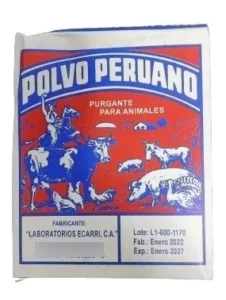 POLVO PERUANO
PURGANTE
PARA ANIMALES
FABRICANTE:
"LABORATORIOS ECARRI, C.A."
Lote: L1-600-1170
Fab.: Enero 2022
Exp.: Enero 2027